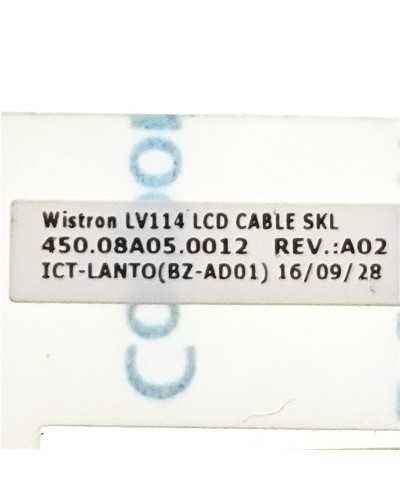 Wistron LV114 LCD CABLE SKL
450.08A05.0012 REV.:A02
ICT-LANTO(BZ-AD01) 16/09/28